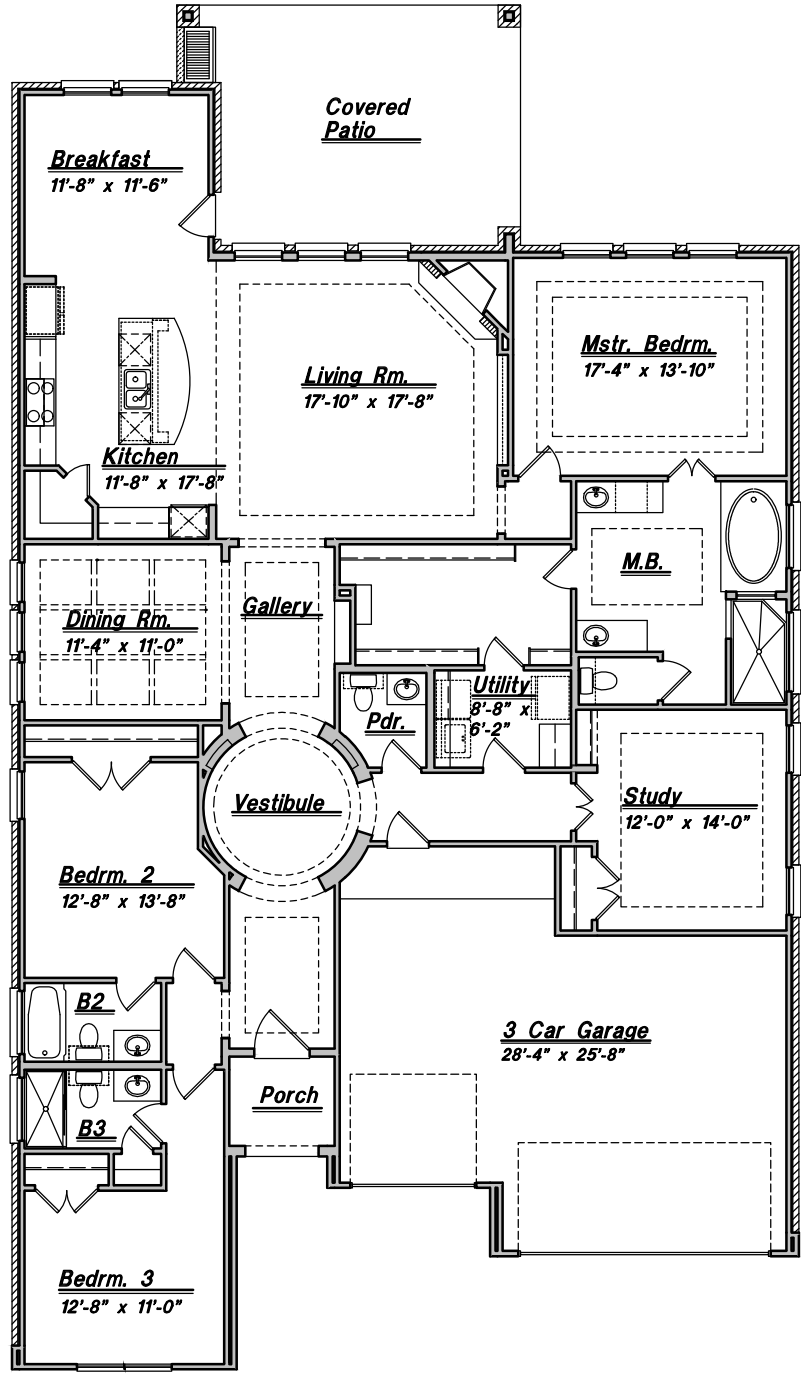 Covered
Patio
Breakfast
11'-8" x 11'-6"
Mstr. Bedrm.
17'-4" x 13'-10"
Living Rm.
17'-10" x 17'-8"
Kitchen
11'-8" x 17'-8"
M.B.
Gallery
Dining Rm.
11'-4" x 11'-0"
Utility
8'-8" x
6'-2"
Pdr.
Vestibule
Study
12'-0" x 14'-0"
Bedrm. 2
12'-8" x 13'-8"
B2
3 Car Garage
28'-4" x 25'-8"
Porch
B3
Bedrm. 3
12'-8" x 11'-0"